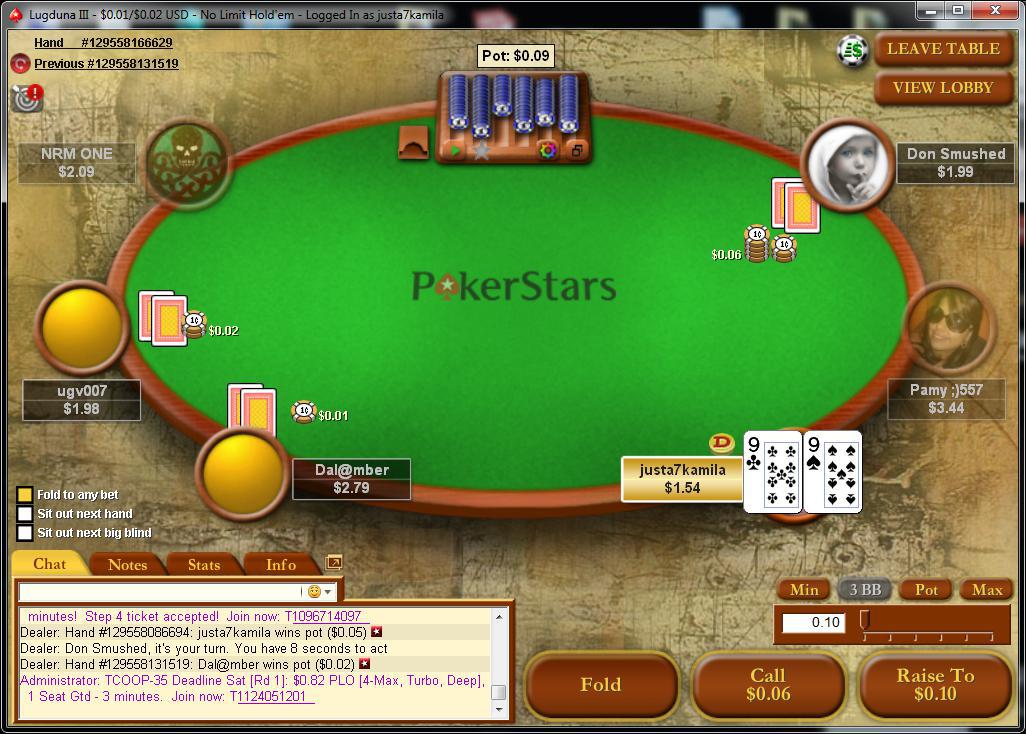 Lugduna III - $0.01/$0.02 USD - No Limit Hold'em - Logged In as justa7kamila
Hand #129558166629
Previous #129558131519
Pot: $0.09
LEAVE TABLE
VIEW LOBBY
NRM ONE
$2.09
Don Smushed
$1.99
1¢
1¢
$0.06
PokerStars
1¢
$0.02
ugv007
$1.98
Pamy ;)557
$3.44
1¢
$0.01
D
Dal@mber
$2.79
justa7kamila
$1.54
9
9
Fold to any bet
Sit out next hand
Sit out next big blind
Chat
Notes
Stats
Info
minutes! Step 4 ticket accepted! Join now: T1096714097
Dealer: Hand #129558086694: justa7kamila wins pot ($0.05)
Dealer: Don Smushed, it's your turn. You have 8 seconds to act
Dealer: Hand #129558131519: Dal@mber wins pot ($0.02)
Administrator: TCOOP-35 Deadline Sat [Rd 1]: $0.82 PLO [4-Max, Turbo, Deep],
1 Seat Gtd - 3 minutes. Join now: T1124051201
Min
3 BB
Pot
Max
0.10
Fold
Call
$0.06
Raise To
$0.10